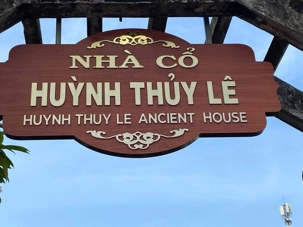 NHÀ CỔ
HUỲNH THỦY LÊ
HUYNH THUY LE ANCIENT HOUSE